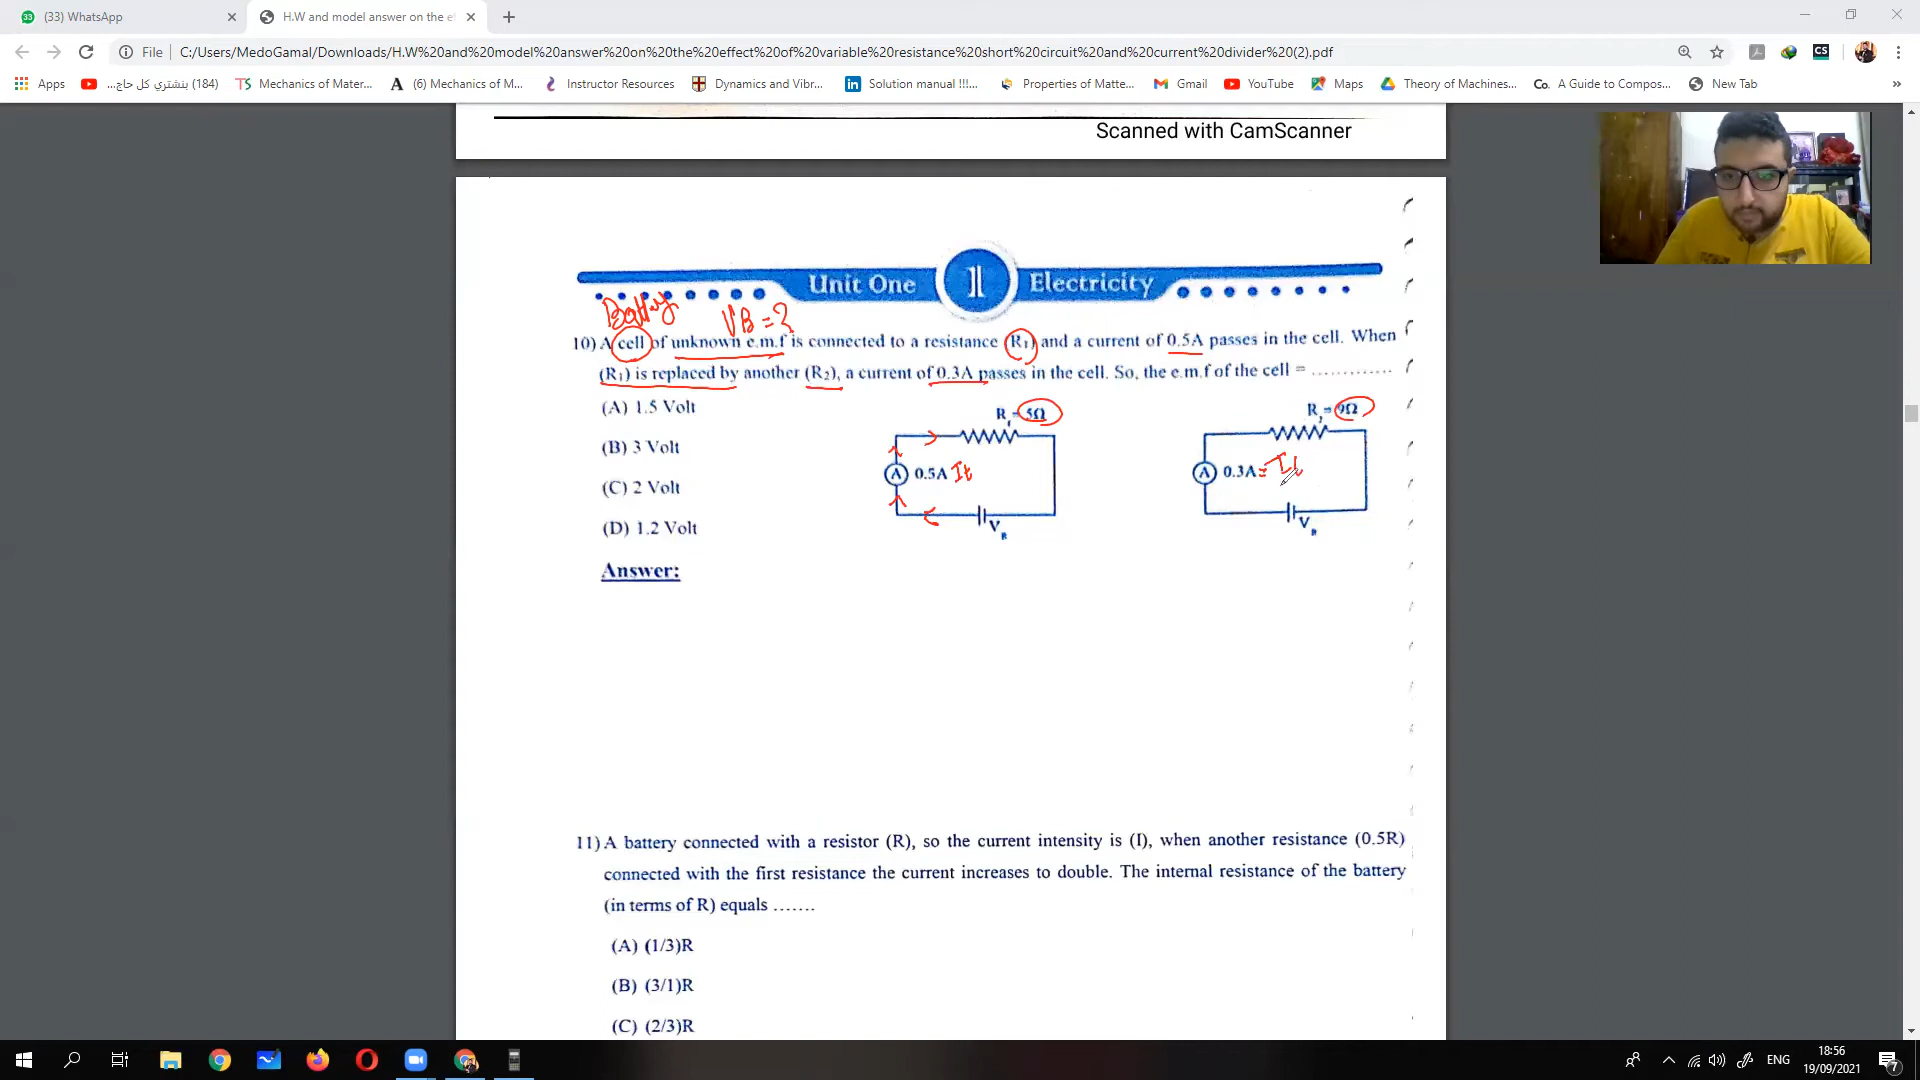 (33) WhatsApp
H.W and model answer on the ef
File
C:/Users/MedoGamal/Downloads/H.W%20and%20model%20answer%20on%20the%20effect%20of%20variable%20resistance%20short%20circuit%20and%20current%20divider%20(2).pdf
Apps
(184) بنشتري كل حاج...
Mechanics of Mater...
(6) Mechanics of M...
Instructor Resources
Dynamics and Vibr...
Solution manual !!!...
Properties of Matte...
Gmail
YouTube
Maps
Theory of Machines...
A Guide to Compos...
New Tab
Scanned with CamScanner
Unit One 1 Electricity
Battery VB = ?
10) A cell of unknown e.m.f is connected to a resistance (R₁) and a current of 0.5A passes in the cell. When
(R₁) is replaced by another (R₂), a current of 0.3A passes in the cell. So, the e.m.f of the cell = .............
(A) 1.5 Volt
(B) 3 Volt
(C) 2 Volt
(D) 1.2 Volt
R₁ = 5Ω
A 0.5A It
V
R = 9Ω
A 0.3A =
V
Answer:
11) A battery connected with a resistor (R), so the current intensity is (I), when another resistance (0.5R)
connected with the first resistance the current increases to double. The internal resistance of the battery
(in terms of R) equals .......
(A) (1/3)R
(B) (3/1)R
(C) (2/3)R
ENG
18:56
19/09/2021
7